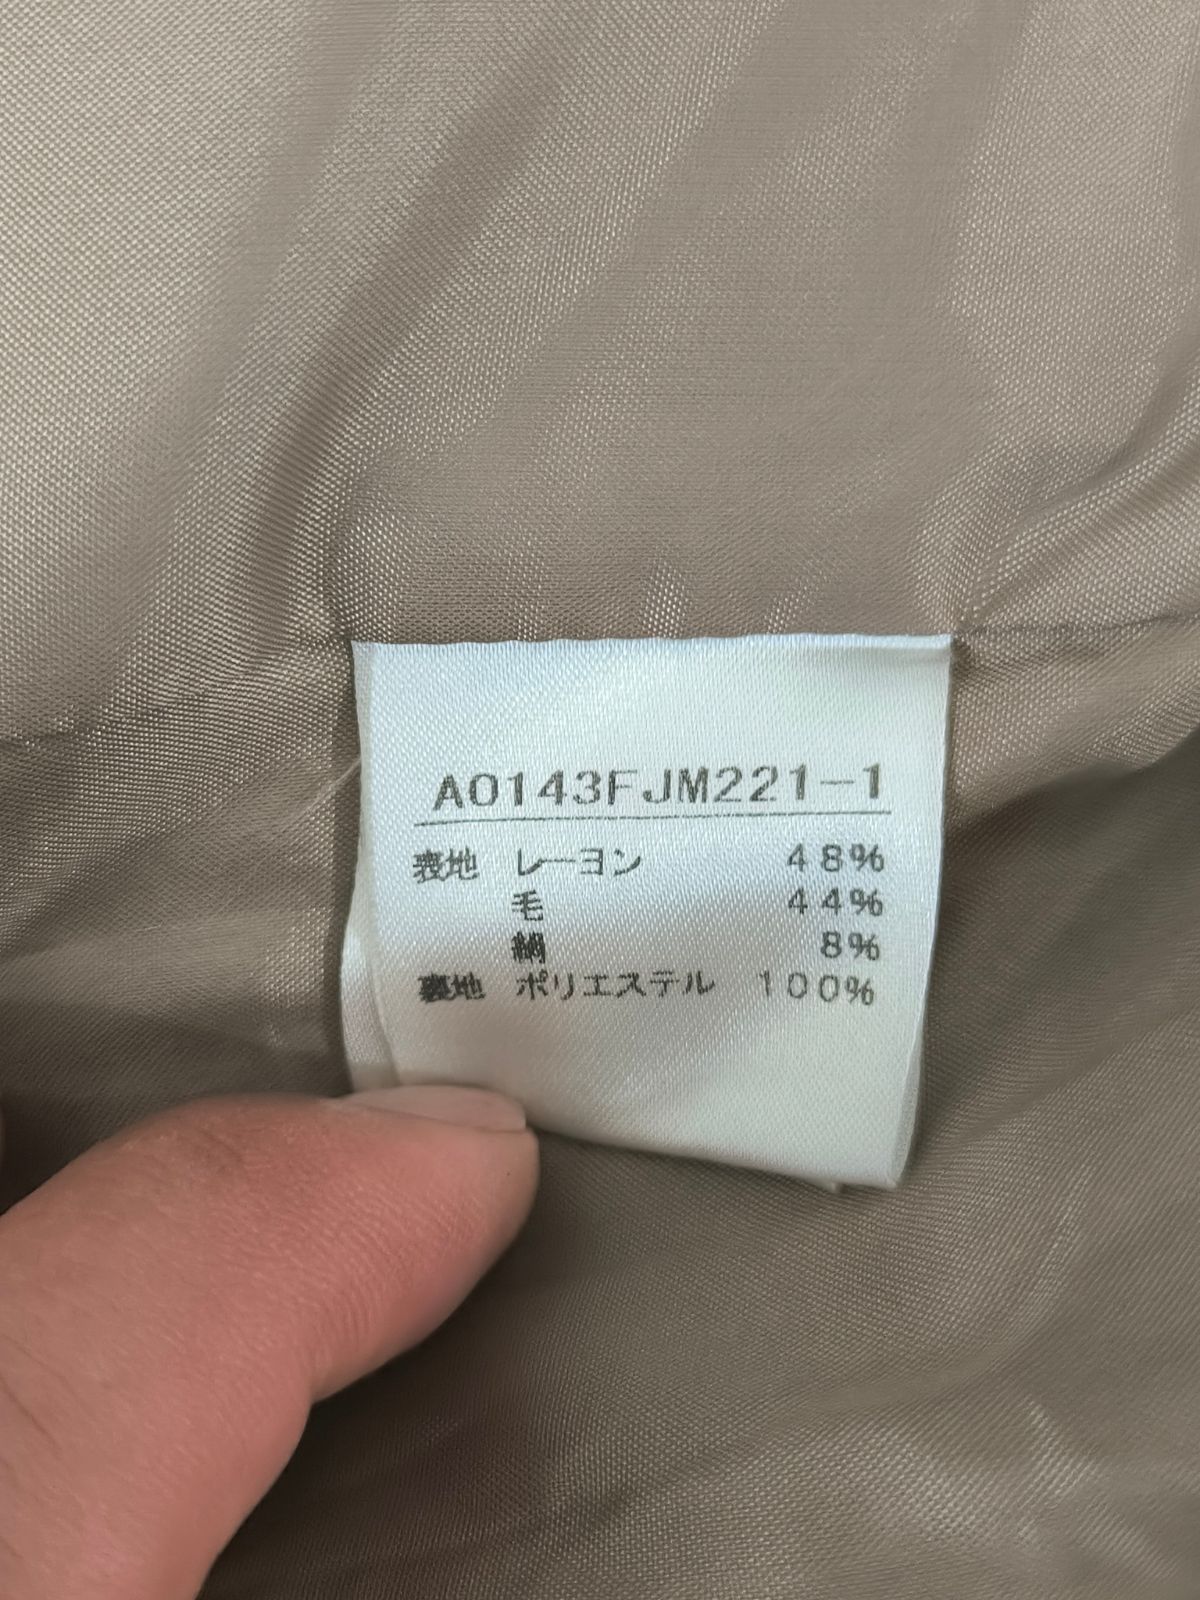 A0143FJM221-1
表地 レーヨン 48%
毛 44%
絹 8%
裏地 ポリエステル 100%